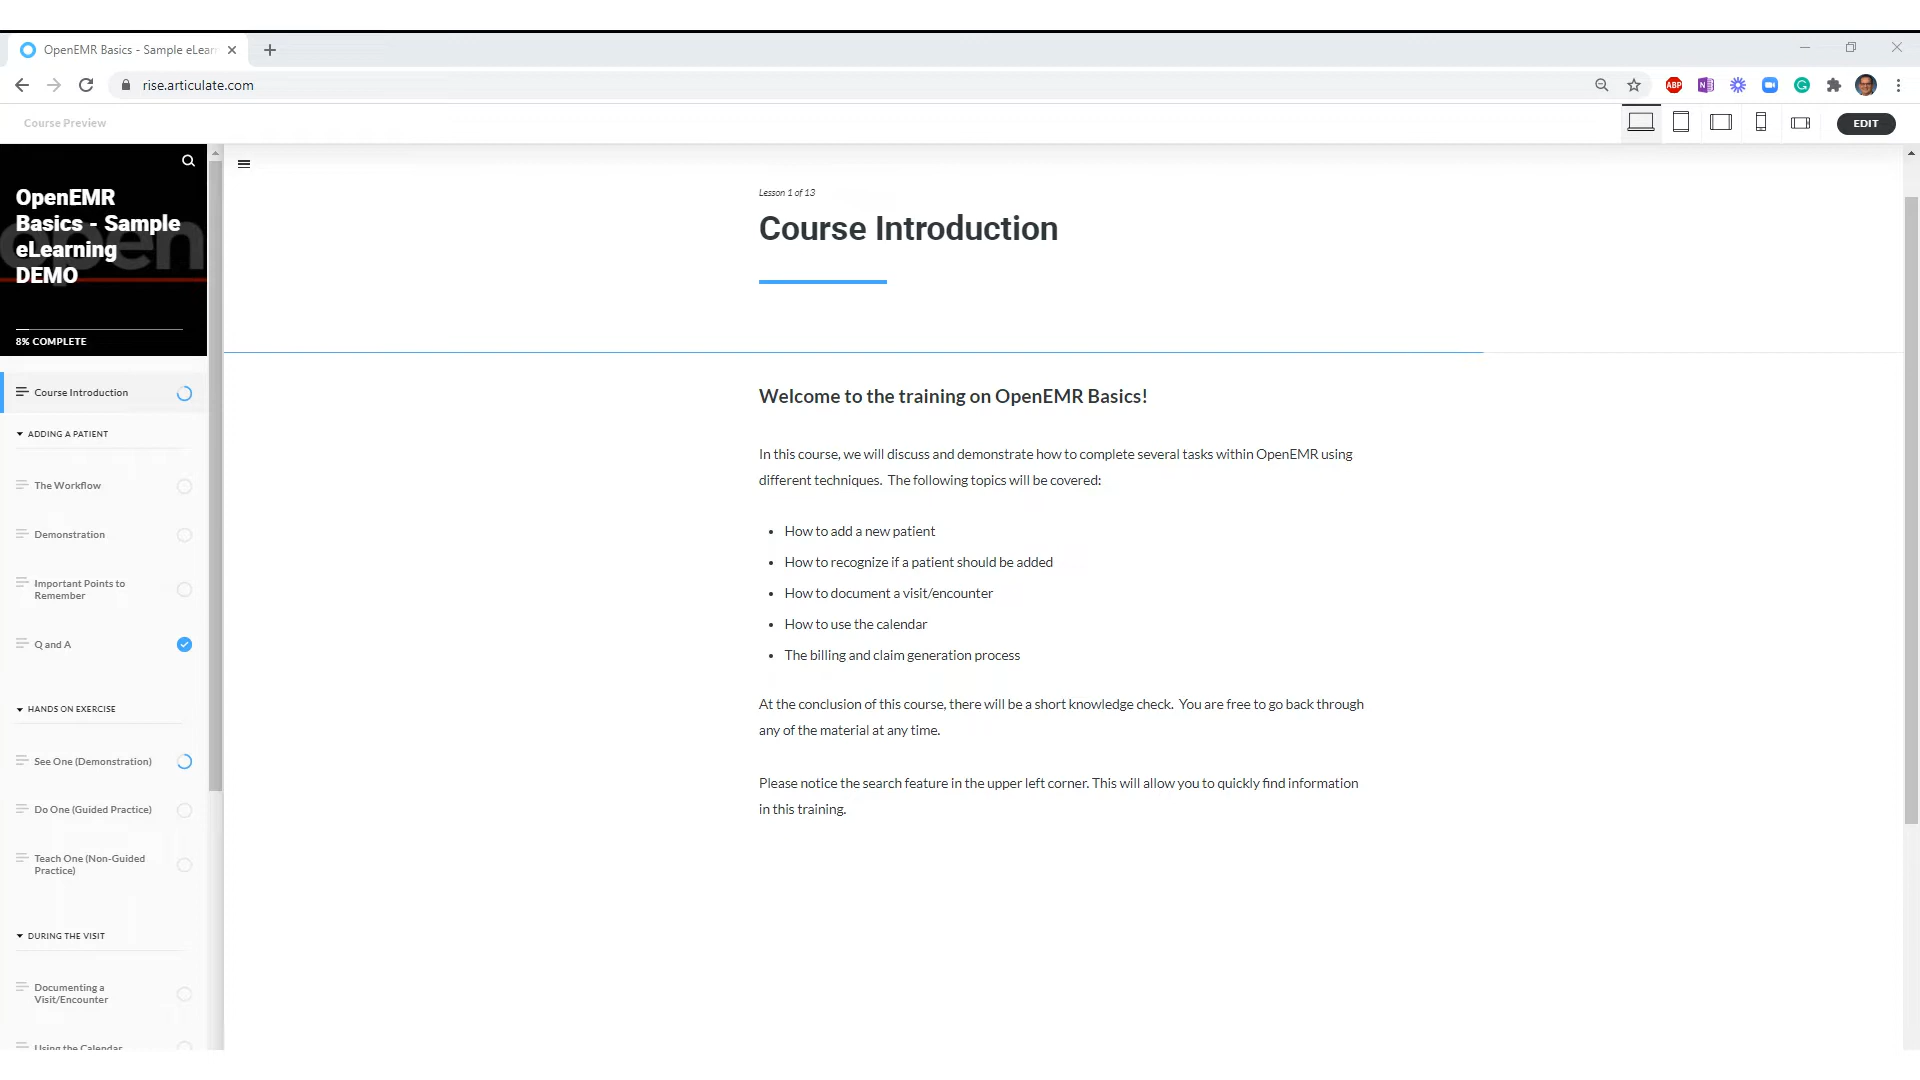 OpenEMR Basics - Sample eLearn
rise.articulate.com
ABP
Course Preview
EDIT
OpenEMR
Basics - Sample
eLearning
DEMO
open
8% COMPLETE
Course Introduction
ADDING A PATIENT
The Workflow
Demonstration
Important Points to
Remember
Q and A
HANDS ON EXERCISE
See One (Demonstration)
Do One (Guided Practice)
Teach One (Non-Guided
Practice)
DURING THE VISIT
Documenting a
Visit/Encounter
Using the Calendar
Lesson 1 of 13
Course Introduction
Welcome to the training on OpenEMR Basics!
In this course, we will discuss and demonstrate how to complete several tasks within OpenEMR using
different techniques.  The following topics will be covered:
• How to add a new patient
• How to recognize if a patient should be added
• How to document a visit/encounter
• How to use the calendar
• The billing and claim generation process
At the conclusion of this course, there will be a short knowledge check.  You are free to go back through
any of the material at any time.
Please notice the search feature in the upper left corner. This will allow you to quickly find information
in this training.